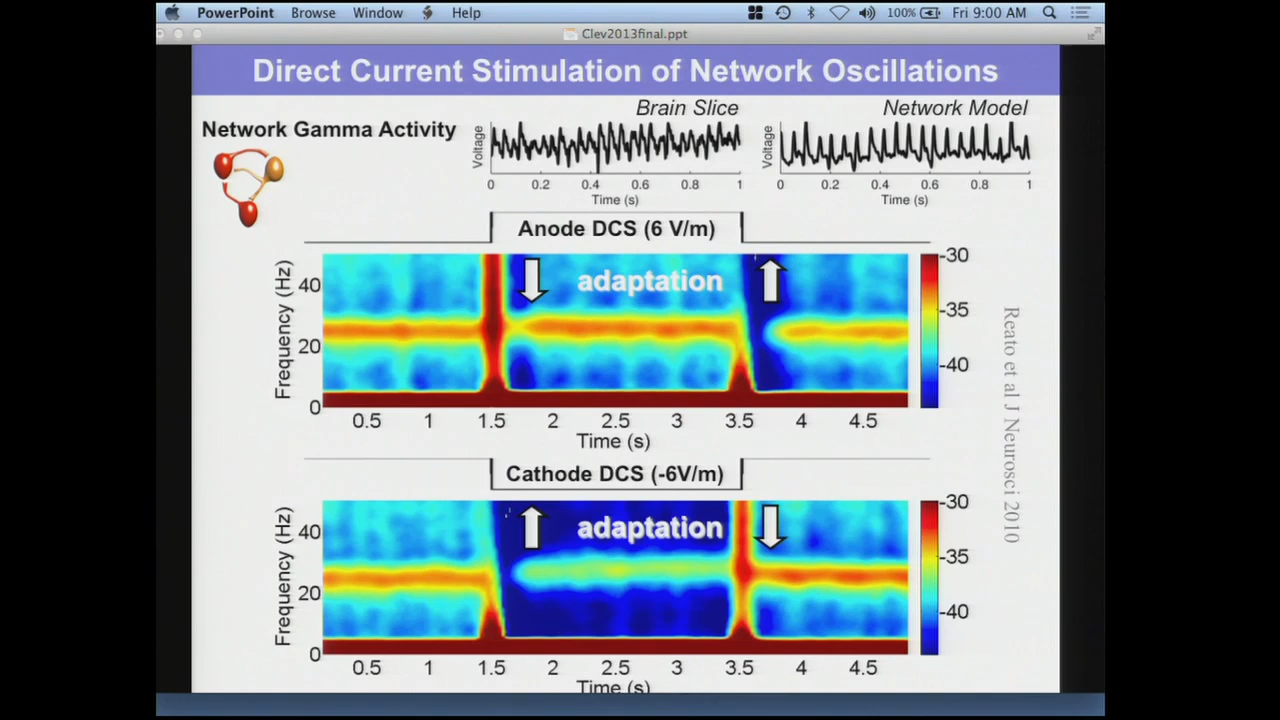 PowerPoint Browse Window Help 100% Fri 9:00 AM
Clev2013final.ppt
Direct Current Stimulation of Network Oscillations
Network Gamma Activity
Brain Slice
Voltage
0 0.2 0.4 0.6 0.8 1
Time (s)
Network Model
Voltage
0 0.2 0.4 0.6 0.8 1
Time (s)
Anode DCS (6 V/m)
adaptation
Frequency (Hz)
40
20
0
0.5 1 1.5 2 2.5 3 3.5 4 4.5
Time (s)
-30
-35
-40
Cathode DCS (-6V/m)
adaptation
Frequency (Hz)
40
20
0
0.5 1 1.5 2 2.5 3 3.5 4 4.5
Time (s)
-30
-35
-40
Reato et al J Neurosci 2010